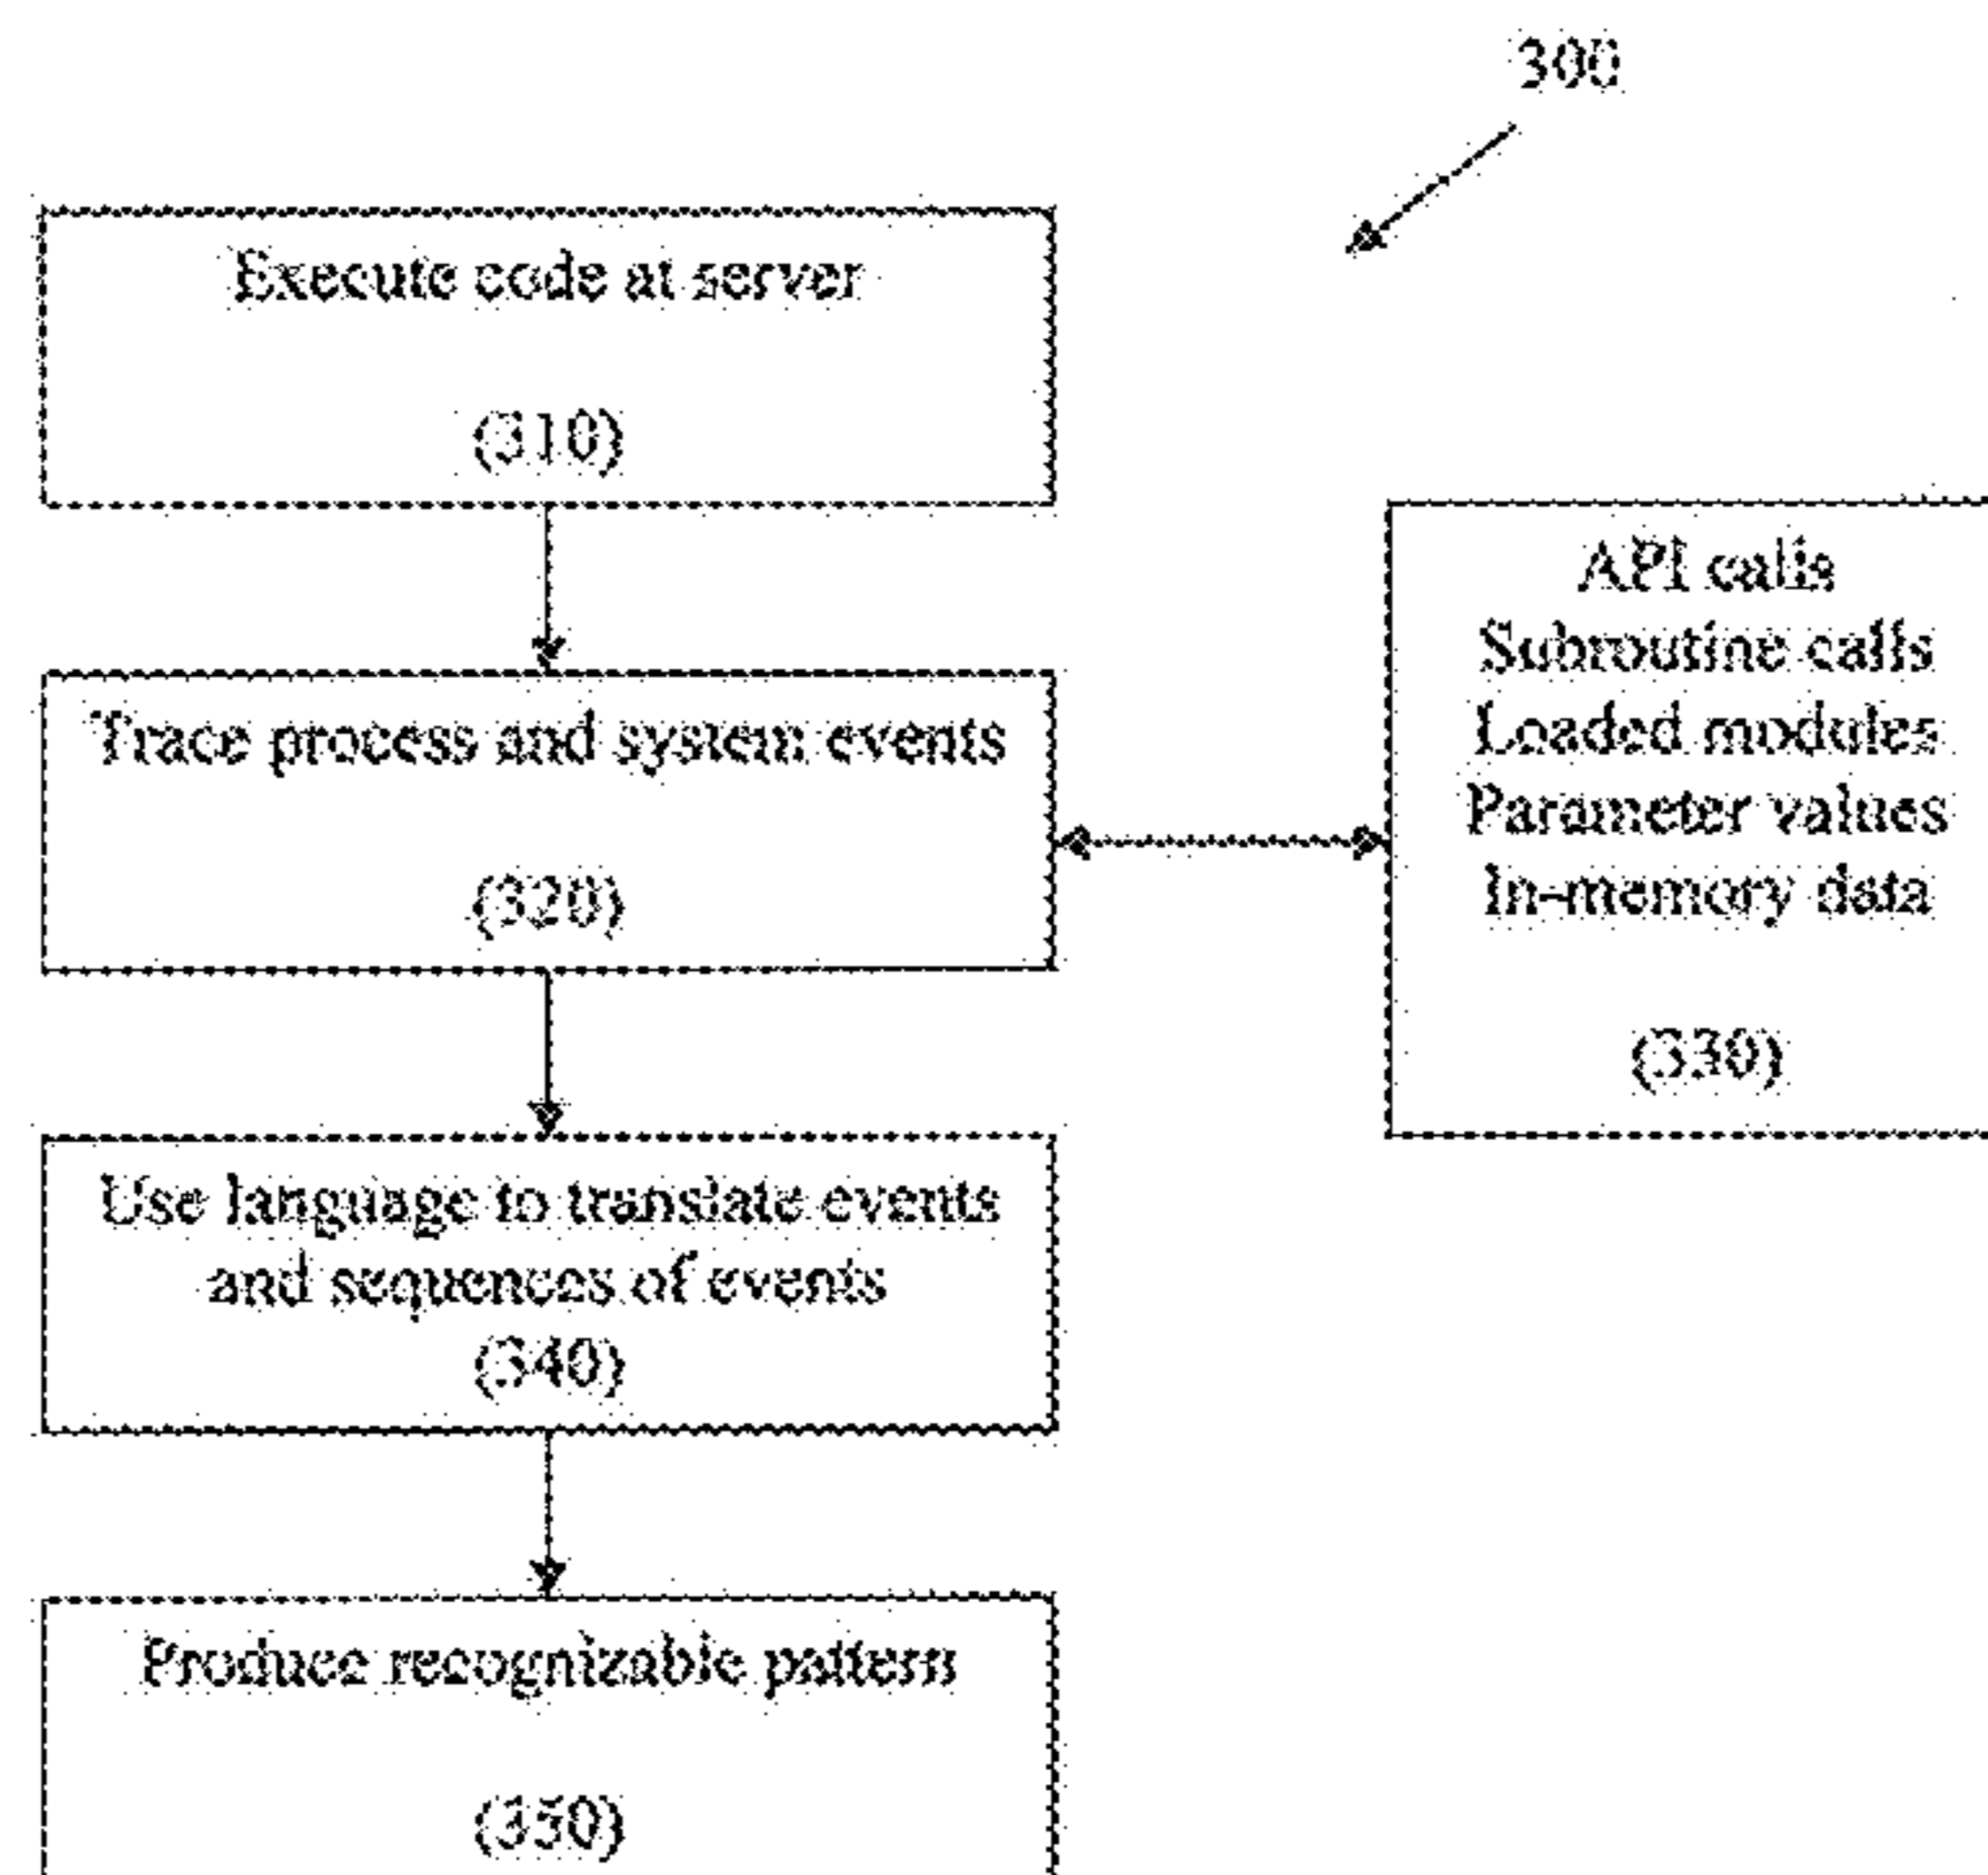 300
Execute code at server
(310)
Trace process and system events
(320)
API calls
Subroutine calls
Loaded modules
Parameter values
In-memory data
(330)
Use language to translate events
and sequences of events
(340)
Produce recognizable pattern
(350)